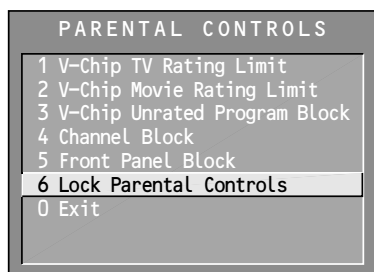 PARENTAL CONTROLS
1 V-Chip TV Rating Limit
2 V-Chip Movie Rating Limit
3 V-Chip Unrated Program Block
4 Channel Block
5 Front Panel Block
6 Lock Parental Controls
0 Exit